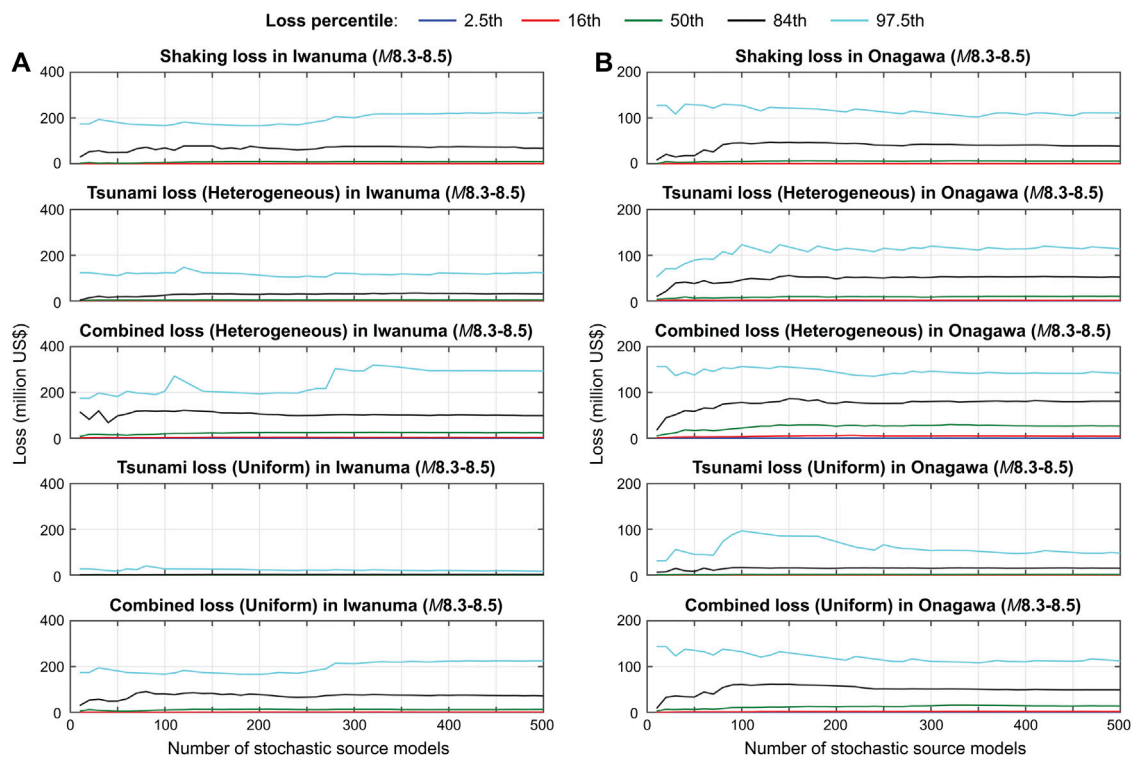 Loss percentile: 2.5th 16th 50th 84th 97.5th
A
Shaking loss in Iwanuma (M8.3-8.5)
400
200
0
Tsunami loss (Heterogeneous) in Iwanuma (M8.3-8.5)
400
200
0
Combined loss (Heterogeneous) in Iwanuma (M8.3-8.5)
400
200
0
Tsunami loss (Uniform) in Iwanuma (M8.3-8.5)
400
200
0
Combined loss (Uniform) in Iwanuma (M8.3-8.5)
400
200
0
0 100 200 300 400 500
Loss (million US$)
Number of stochastic source models
B
Shaking loss in Onagawa (M8.3-8.5)
200
100
0
Tsunami loss (Heterogeneous) in Onagawa (M8.3-8.5)
200
100
0
Combined loss (Heterogeneous) in Onagawa (M8.3-8.5)
200
100
0
Tsunami loss (Uniform) in Onagawa (M8.3-8.5)
200
100
0
Combined loss (Uniform) in Onagawa (M8.3-8.5)
200
100
0
0 100 200 300 400 500
Loss (million US$)
Number of stochastic source models